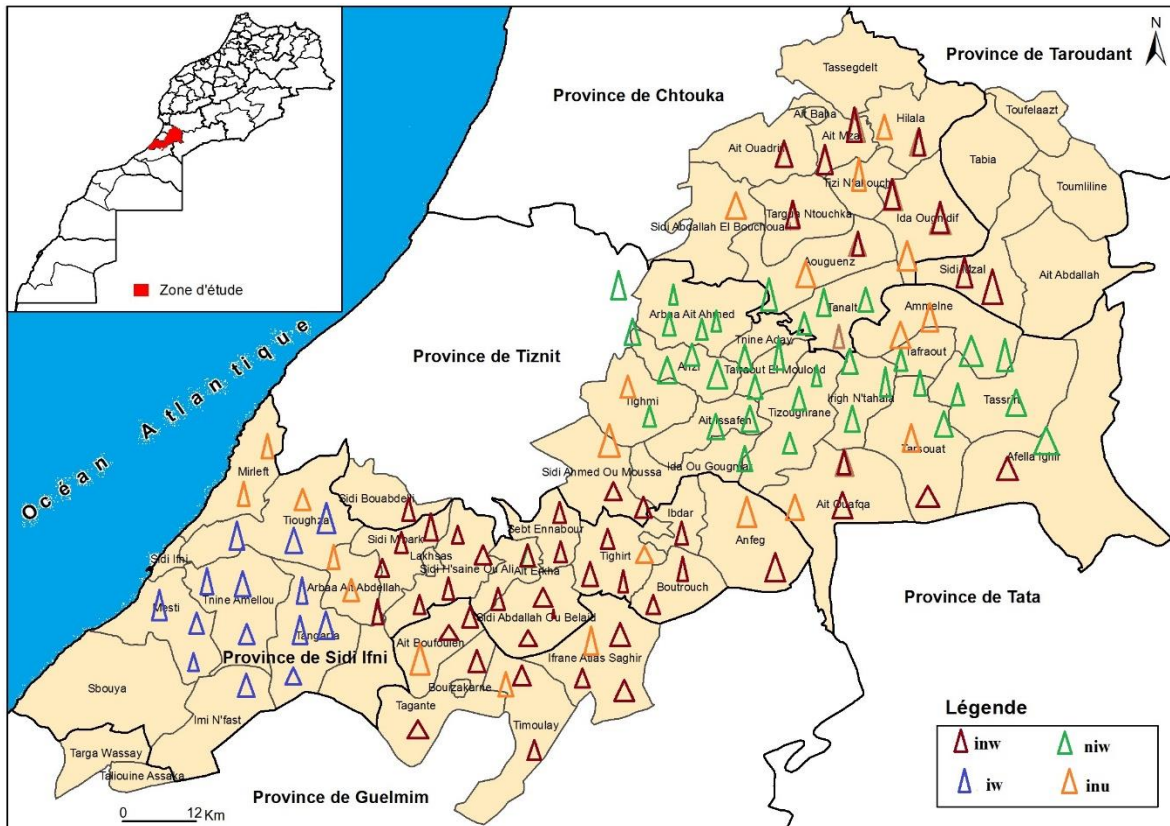 N
Province de Taroudant
Tassegdelt
Province de Chtouka
Toufelaazt
Ait Baha
Hilala
Ait Mzal
Ait Ouadrim
Tabia
Tizi N'takoucht
Toumliline
Targua Ntouchka
Ida Ougnidif
Sidi Abdallah El Bouchouari
Aouguenz
Sidi Mzal
Ait Abdallah
Zone d'étude
Tanalt
Ammelne
Arbaa Ait Ahmed
Océan Atlantique
Tnine Aday
Tafraout
Province de Tiznit
Anzi
Tafraout El Mouloud
Tighmi
Irigh N'tahala
Tassrirt
Ait Issafen
Tizoughrane
Tarsouat
Afella Ighir
Mirleft
Sidi Ahmed Ou Moussa
Ida Ou Gougmar
Sidi Bouabdelli
Ait Ouafqa
Tioughza
Ibdar
Sebt Ennabour
Anfeg
Sidi M'bark
Lakhsas
Tighirt
Sidi Ifni
Sidi H'saine Ou Ali
Ait Erkha
Arbaa Ait Abdellah
Boutrouch
Mesti
Tnine Amellou
Province de Tata
Sidi Abdallah Ou Belaid
Tangarfa
Ait Boufoulen
Ifrane Atlas Saghir
Province de Sidi Ifni
Sbouya
Bouizakarne
Tagante
Imi N'fast
Timoulay
Légende
inw
niw
iw
inu
Targa Wassay
Taliouine Assaka
Province de Guelmim
0 12 Km